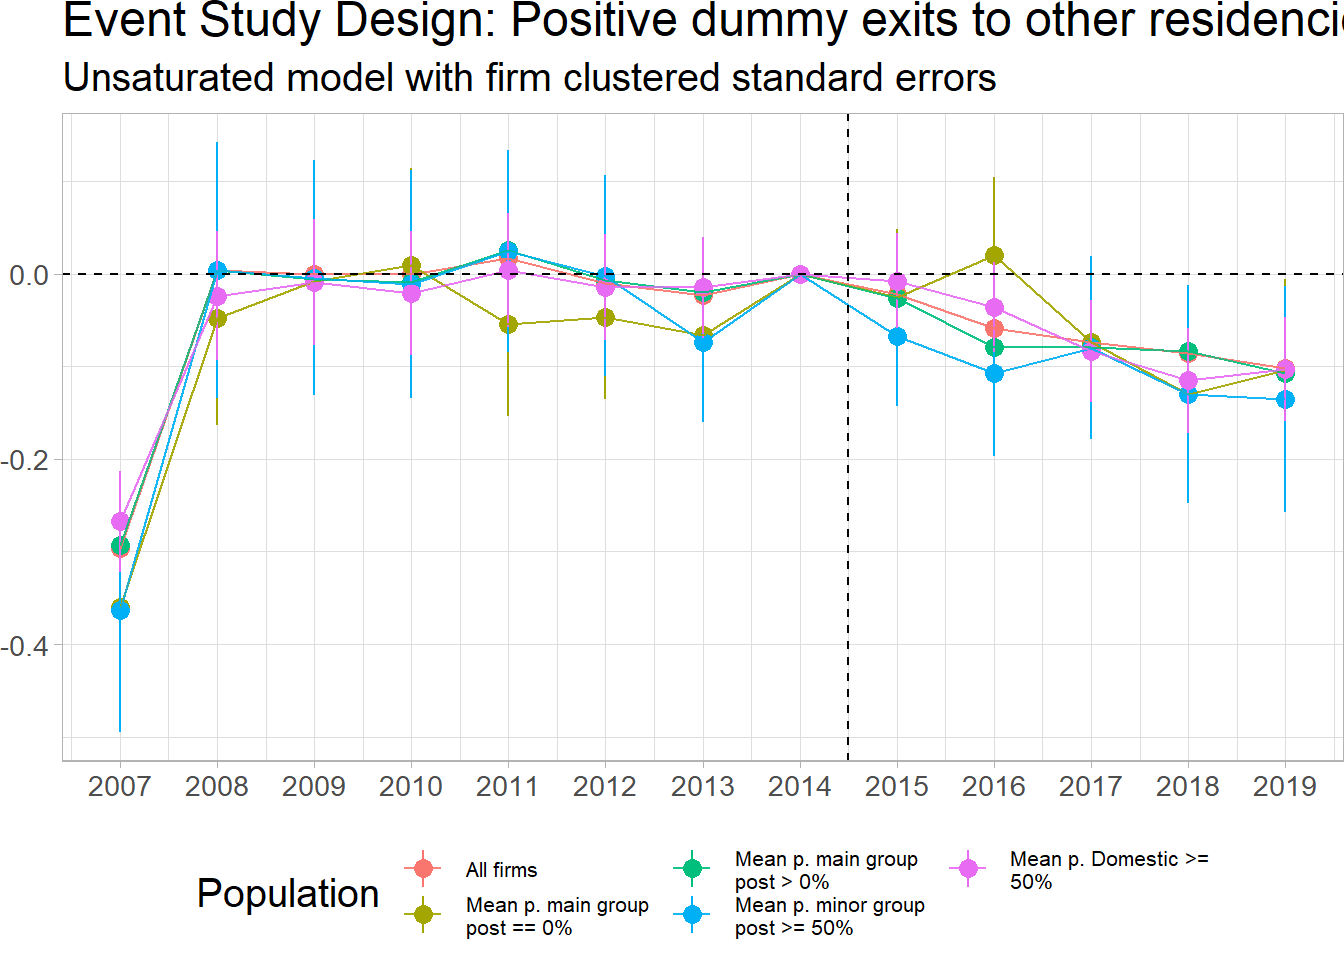 Event Study Design: Positive dummy exits to other
Unsaturated model with firm clustered standard errors
0.0
-0.2
-0.4
2007 2008 2009 2010 2011 2012 2013 2014 2015 2016 2017 2018 2019
Population
All firms
Mean p. main group
post == 0%
Mean p. main group
post > 0%
Mean p. minor group
post >= 50%
Mean p. Domestic >=
50%